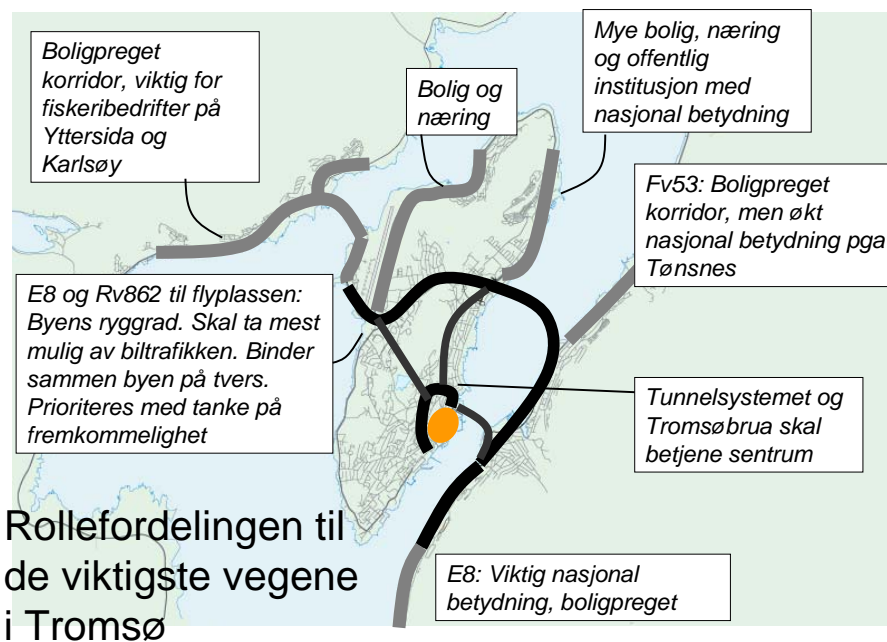 Boligpreget
korridor, viktig for
fiskeribedrifter på
Yttersida og
Karlsøy
Bolig og
næring
Mye bolig, næring
og offentlig
institusjon med
nasjonal betydning
Fv53: Boligpreget
korridor, men økt
nasjonal betydning pga
Tønsnes
E8 og Rv862 til flyplassen:
Byens ryggrad. Skal ta mest
mulig av biltrafikken. Binder
sammen byen på tvers.
Prioriteres med tanke på
fremkommelighet
Tunnelsystemet og
Tromsøbrua skal
betjene sentrum
E8: Viktig nasjonal
betydning, boligpreget
Rollefordelingen til
de viktigste vegene
i Tromsø